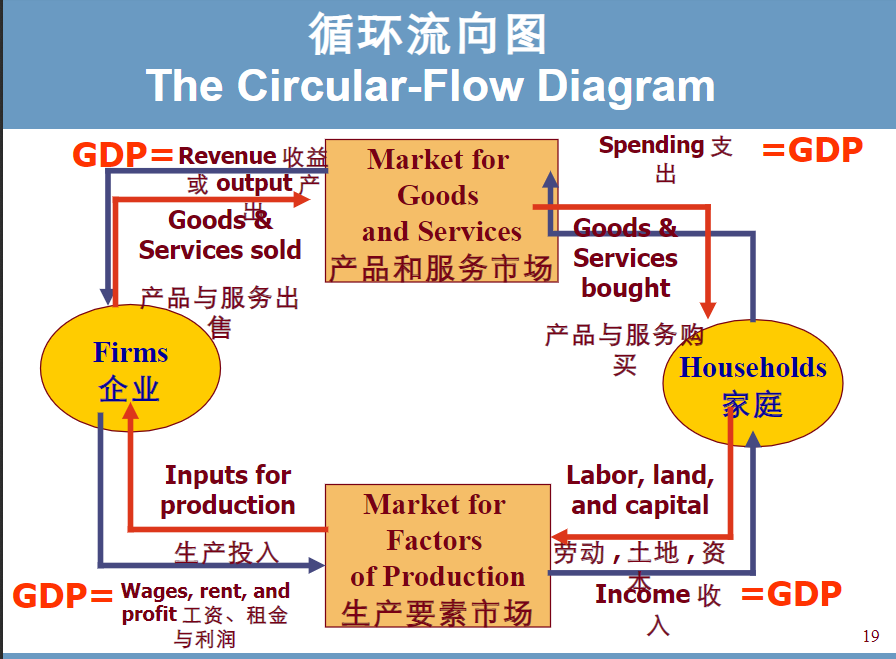 循环流向图
The Circular-Flow Diagram
GDP=
Revenue 收益
或 output 产
出
Goods &
Services sold
产品与服务出
售
Market for
Goods
and Services
产品和服务市场
Spending 支
出
=GDP
Goods &
Services
bought
产品与服务购
买
Firms
企业
Households
家庭
Inputs for
production
生产投入
Market for
Factors
of Production
生产要素市场
Labor, land,
and capital
劳动,土地,资
本
GDP=
Wages, rent, and
profit 工资、租金
与利润
Income 收
入
=GDP
19